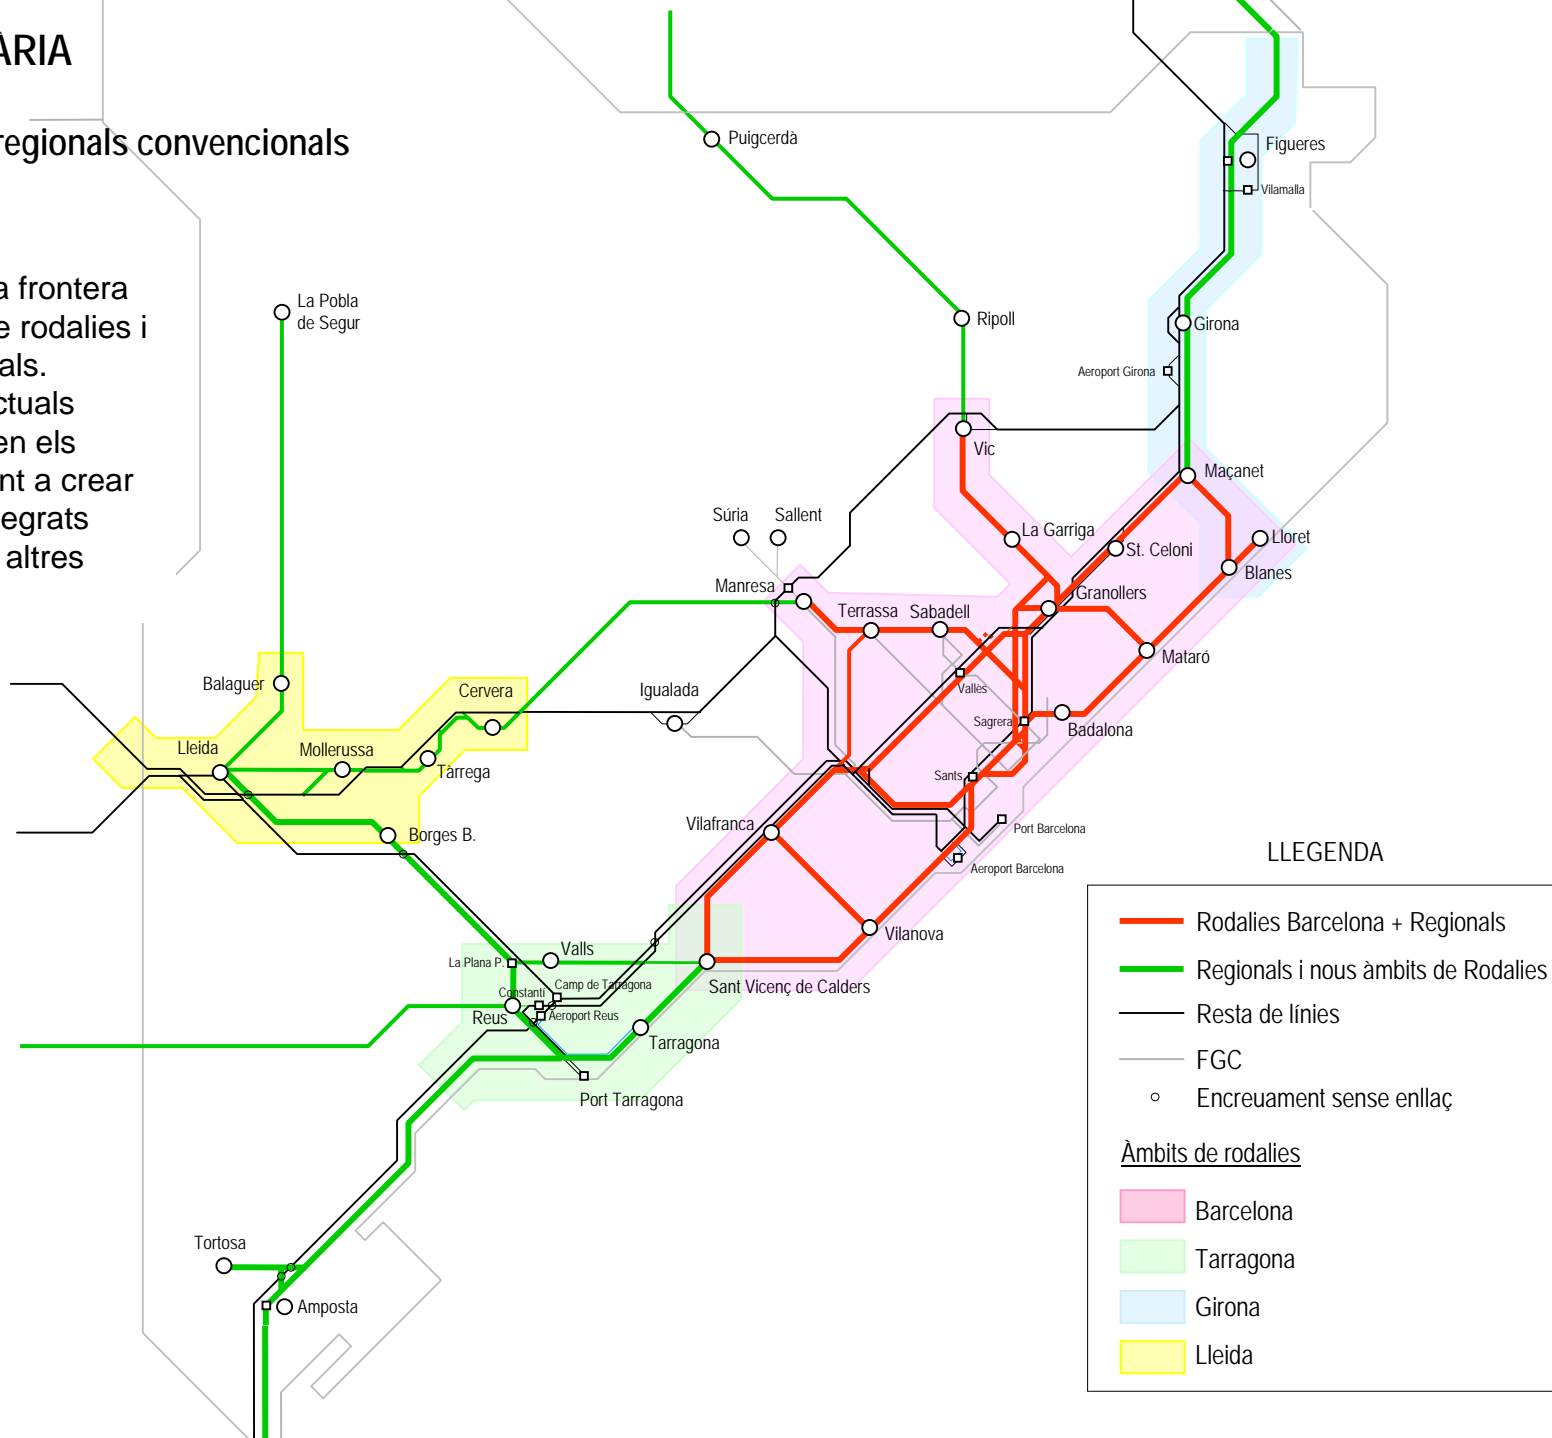 ÀRIA
regionals convencionals
a frontera
e rodalies i
als.
ctuals
en els
nt a crear
egrats
altres
Puigcerdà
Figueres
Vilamalla
La Pobla
de Segur
Ripoll
Girona
Aeroport Girona
Vic
Maçanet
Súria
Sallent
La Garriga
St. Celoni
Lloret
Blanes
Manresa
Granollers
Terrassa
Sabadell
Mataró
Balaguer
Cervera
Igualada
Vallès
Sagrera
Badalona
Lleida
Mollerussa
Tàrrega
Sants
Vilafranca
Port Barcelona
Borges B.
Aeroport Barcelona
Vilanova
Valls
La Plana P.
Camp de Tarragona
Constantí
Sant Vicenç de Calders
Reus
Aeroport Reus
Tarragona
Port Tarragona
Tortosa
Amposta
LLEGENDA
Rodalies Barcelona + Regionals
Regionals i nous àmbits de Rodalies
Resta de línies
FGC
Encreuament sense enllaç
Àmbits de rodalies
Barcelona
Tarragona
Girona
Lleida